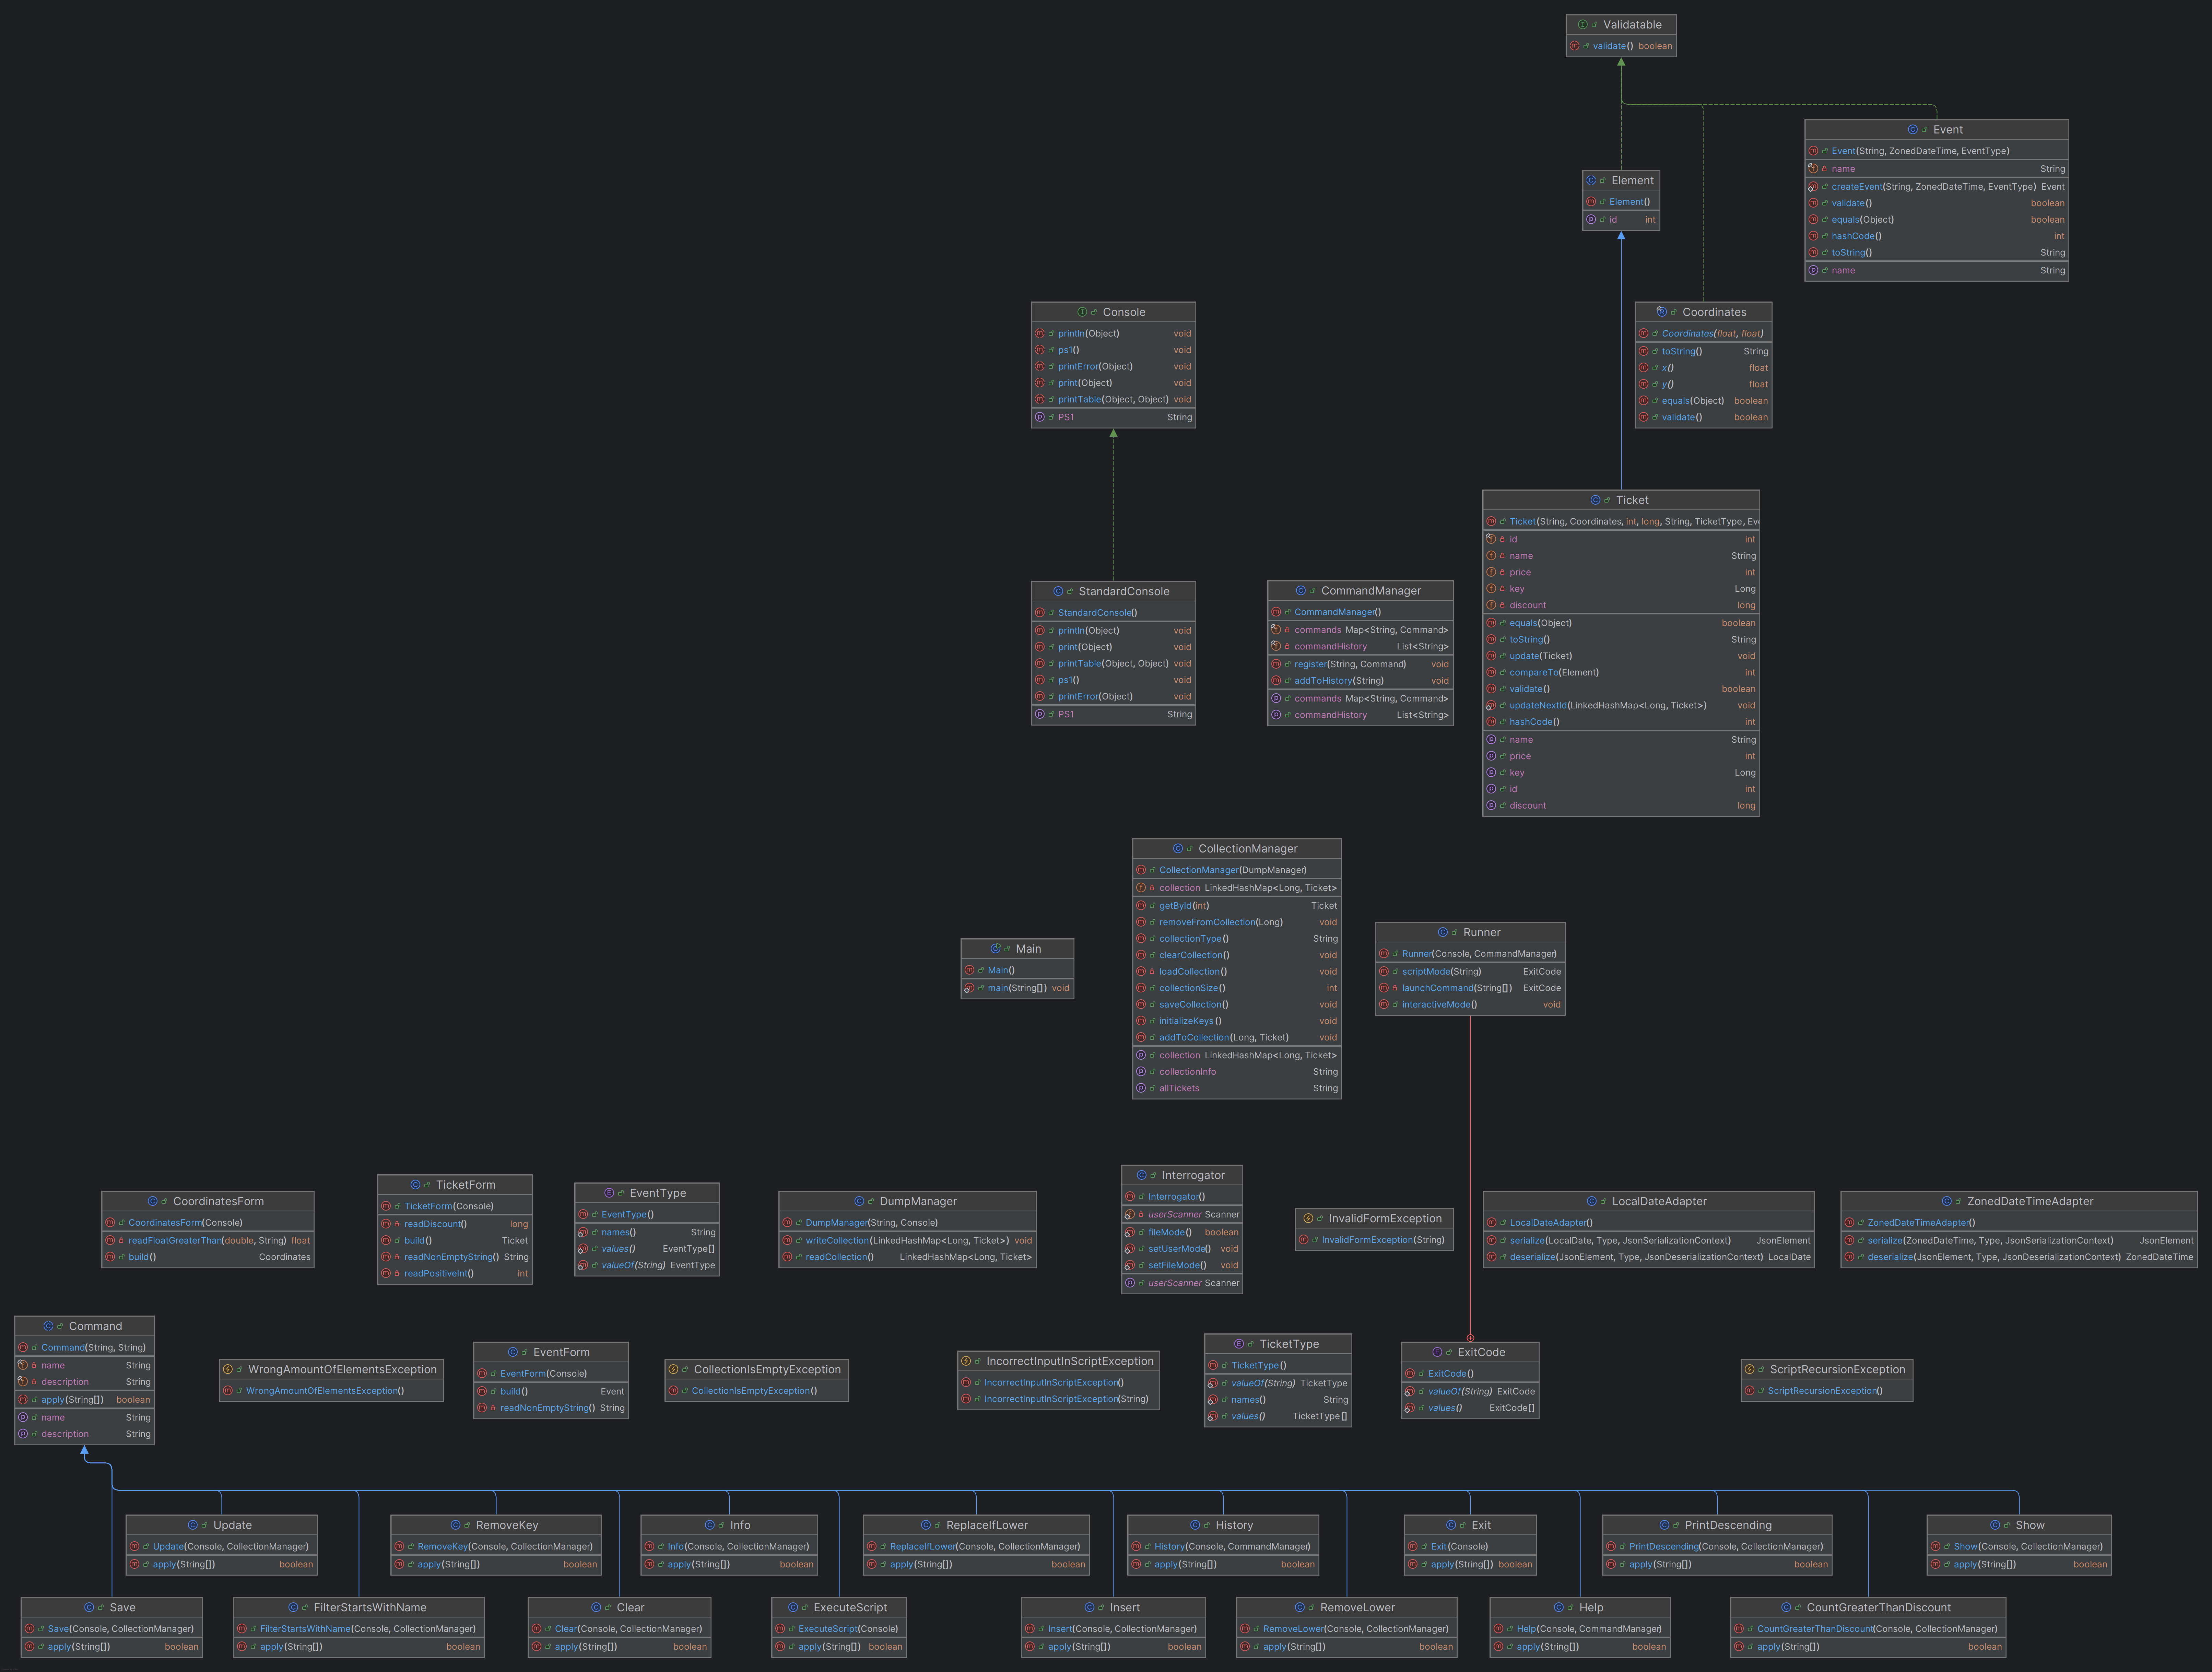 Validatable
validate() boolean
Event
Event(String, ZonedDateTime, EventType)
name String
createEvent(String, ZonedDateTime, EventType) Event
validate() boolean
equals(Object) boolean
hashCode() int
toString() String
name String
Element
Element()
id int
Console
println(Object) void
ps1() void
printError(Object) void
print(Object) void
printTable(Object, Object) void
PS1 String
Coordinates
Coordinates(float, float)
toString() String
x() float
y() float
equals(Object) boolean
validate() boolean
Ticket
Ticket(String, Coordinates, int, long, String, TicketType, Eve
id int
name String
price int
key Long
discount long
equals(Object) boolean
toString() String
update(Ticket) void
compareTo(Element) int
validate() boolean
updateNextId(LinkedHashMap<Long, Ticket>) void
hashCode() int
name String
price int
key Long
id int
discount long
StandardConsole
StandardConsole()
println(Object) void
print(Object) void
printTable(Object, Object) void
ps1() void
printError(Object) void
PS1 String
CommandManager
CommandManager()
commands Map<String, Command>
commandHistory List<String>
register(String, Command) void
addToHistory(String) void
commands Map<String, Command>
commandHistory List<String>
CollectionManager
CollectionManager(DumpManager)
collection LinkedHashMap<Long, Ticket>
getById(int) Ticket
removeFromCollection(Long) void
collectionType() String
clearCollection() void
loadCollection() void
collectionSize() int
saveCollection() void
initializeKeys() void
addToCollection(Long, Ticket) void
collection LinkedHashMap<Long, Ticket>
collectionInfo String
allTickets String
Main
Main()
main(String[]) void
Runner
Runner(Console, CommandManager)
scriptMode(String) ExitCode
launchCommand(String[]) ExitCode
interactiveMode() void
CoordinatesForm
CoordinatesForm(Console)
readFloatGreaterThan(double, String) float
build() Coordinates
TicketForm
TicketForm(Console)
readDiscount() long
build() Ticket
readNonEmptyString() String
readPositiveInt() int
EventType
EventType()
names() String
values() EventType[]
valueOf(String) EventType
DumpManager
DumpManager(String, Console)
writeCollection(LinkedHashMap<Long, Ticket>) void
readCollection() LinkedHashMap<Long, Ticket>
Interrogator
Interrogator()
userScanner Scanner
fileMode() boolean
setUserMode() void
setFileMode() void
userScanner Scanner
InvalidFormException
InvalidFormException(String)
LocalDateAdapter
LocalDateAdapter()
serialize(LocalDate, Type, JsonSerializationContext) JsonElement
deserialize(JsonElement, Type, JsonDeserializationContext) LocalDate
ZonedDateTimeAdapter
ZonedDateTimeAdapter()
serialize(ZonedDateTime, Type, JsonSerializationContext) JsonElement
deserialize(JsonElement, Type, JsonDeserializationContext) ZonedDateTime
Command
Command(String, String)
name String
description String
apply(String[]) boolean
name String
description String
WrongAmountOfElementsException
WrongAmountOfElementsException()
EventForm
EventForm(Console)
build() Event
readNonEmptyString() String
CollectionIsEmptyException
CollectionIsEmptyException()
IncorrectInputInScriptException
IncorrectInputInScriptException()
IncorrectInputInScriptException(String)
TicketType
TicketType()
valueOf(String) TicketType
names() String
values() TicketType[]
ExitCode
ExitCode()
valueOf(String) ExitCode
values() ExitCode[]
ScriptRecursionException
ScriptRecursionException()
Update
Update(Console, CollectionManager)
apply(String[]) boolean
RemoveKey
RemoveKey(Console, CollectionManager)
apply(String[]) boolean
Info
Info(Console, CollectionManager)
apply(String[]) boolean
ReplaceIfLower
ReplaceIfLower(Console, CollectionManager)
apply(String[]) boolean
History
History(Console, CommandManager)
apply(String[]) boolean
Exit
Exit(Console)
apply(String[]) boolean
PrintDescending
PrintDescending(Console, CollectionManager)
apply(String[]) boolean
Show
Show(Console, CollectionManager)
apply(String[]) boolean
Save
Save(Console, CollectionManager)
apply(String[]) boolean
FilterStartsWithName
FilterStartsWithName(Console, CollectionManager)
apply(String[]) boolean
Clear
Clear(Console, CollectionManager)
apply(String[]) boolean
ExecuteScript
ExecuteScript(Console)
apply(String[]) boolean
Insert
Insert(Console, CollectionManager)
apply(String[]) boolean
RemoveLower
RemoveLower(Console, CollectionManager)
apply(String[]) boolean
Help
Help(Console, CommandManager)
apply(String[]) boolean
CountGreaterThanDiscount
CountGreaterThanDiscount(Console, CollectionManager)
apply(String[]) boolean